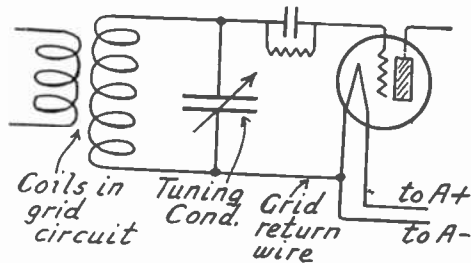 Coils in
grid
circuit
Tuning
Cond.
Grid
return
wire
to A+
to A-